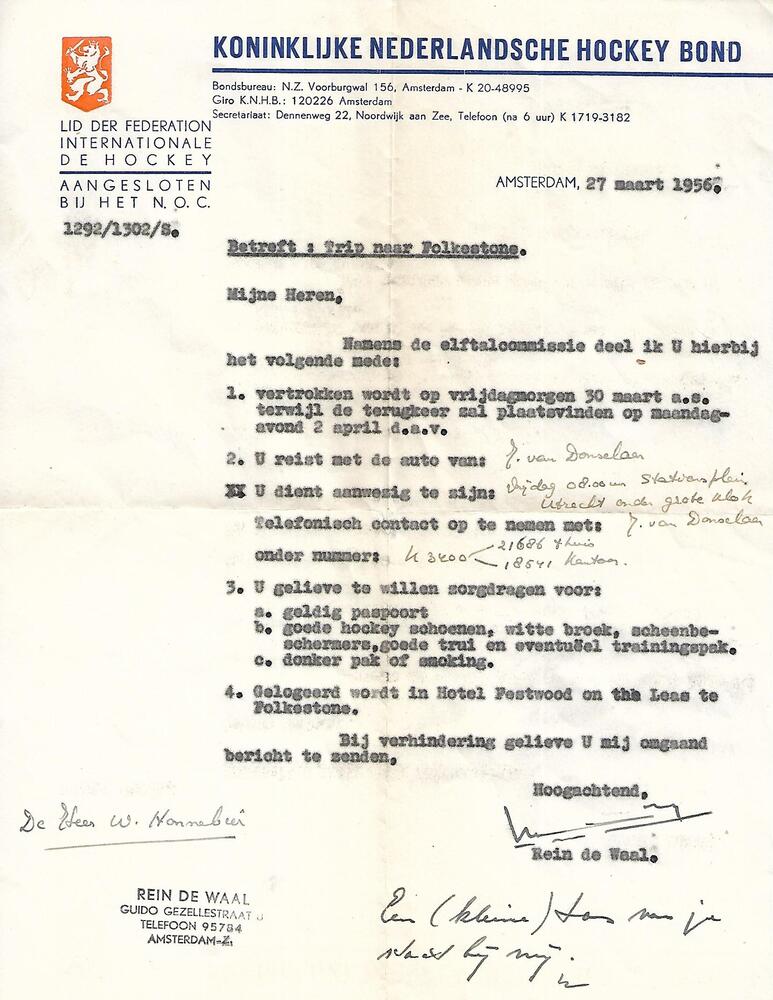 KONINKLIJKE NEDERLANDSCHE HOCKEY BOND
Bondsbureau: N.Z. Voorburgwal 156, Amsterdam - K 20-48995
Giro K.N.H.B.: 120226 Amsterdam
Secretariaat: Dennenweg 22, Noordwijk aan Zee, Telefoon (na 6 uur) K 1719-3182
LID DER FEDERATION
INTERNATIONALE
DE HOCKEY
AANGESLOTEN
BIJ HET N.O.C.
AMSTERDAM, 27 maart 1956.
1292/1302/S.
Betreft : Trip naar Folkestone.
Mijne Heren,
Namens de elftalcommissie deel ik U hierbij
het volgende mede:
1. vertrokken wordt op vrijdagmorgen 30 maart a.s.
terwijl de terugkeer zal plaatsvinden op maandag-
avond 2 april d.a.v.
2. U reist met de auto van: J. van Donselaar
U dient aanwezig te zijn: Vrijdag 08.00 uur Stationsplein
Utrecht onder grote klok
Telefonisch contact op te nemen met: J. van Donselaar
onder nummer: K 3400 21686 thuis
18541 Kantoor.
3. U gelieve te willen zorgdragen voor:
a. geldig paspoort
b. goede hockey schoenen, witte broek, scheenbe-
schermers,goede trui en eventuëel trainingspak.
c. donker pak of smoking.
4. Gelogeerd wordt in Hotel Festwood on the Leas te
Folkestone.
Bij verhindering gelieve U mij omgaand
bericht te zenden.
Hoogachtend,
Rein de Waal.
De Heer W. Honnebier
REIN DE WAAL
GUIDO GEZELLESTRAAT
TELEFOON 95784
AMSTERDAM-Z.
Een (kleine) tas van je
staat bij mij.